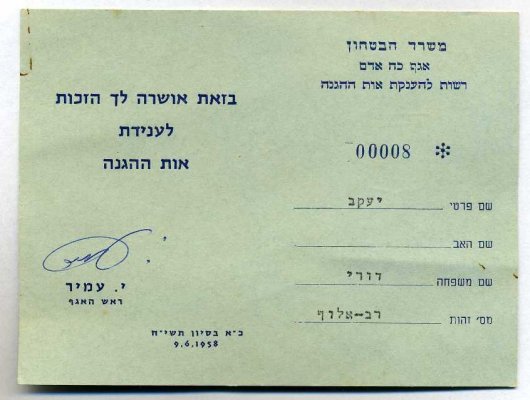 משרד הבטחון
אגף כח אדם
רשות להענקת אות ההגנה
00008 *
שם פרטי יעקב
שם האב
שם משפחה דורי
מס׳ זהות רב-אלוף
בזאת אושרה לך הזכות
לענידת
אות ההגנה
י. עמיר
ראש האגף
כ״א בסיון תשי״ח
9.6.1958